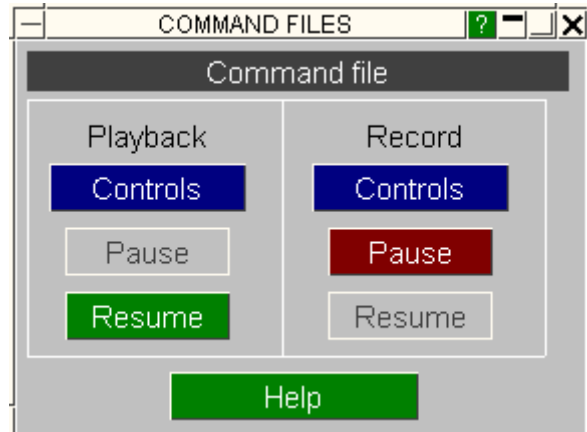 COMMAND FILES ?
Command file
Playback Record
Controls Controls
Pause Pause
Resume Resume
Help